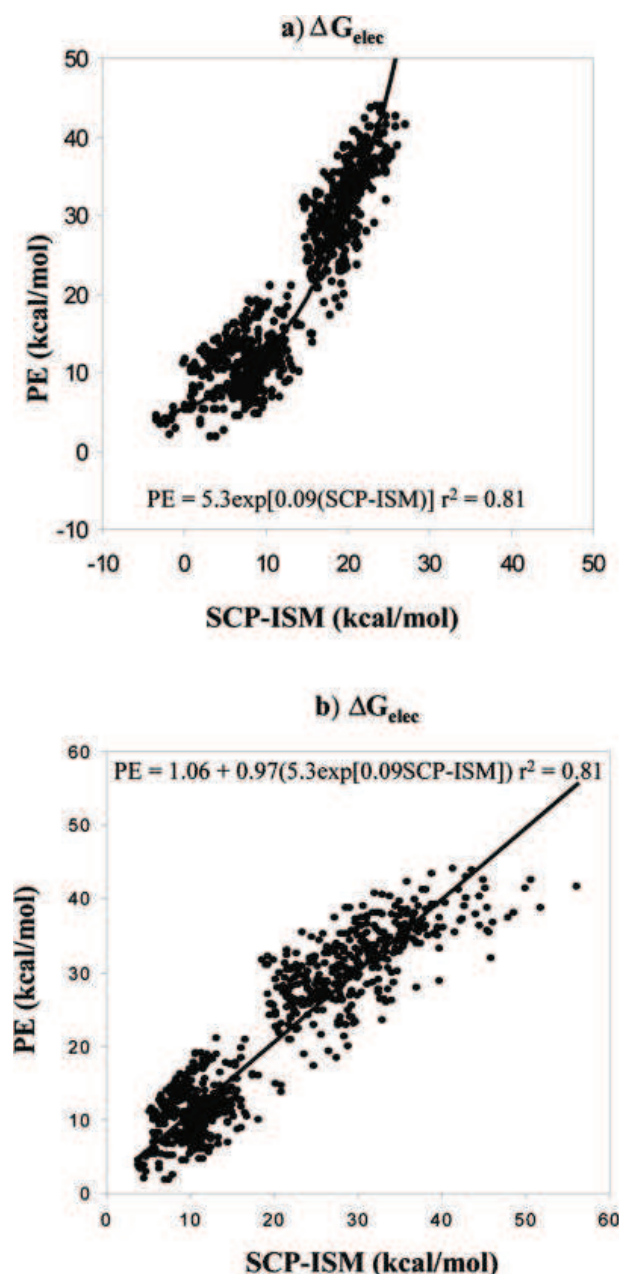 a) ΔGelec
50
40
30
20
10
0
-10
PE (kcal/mol)
PE = 5.3exp[0.09(SCP-ISM)] r² = 0.81
-10 0 10 20 30 40 50
SCP-ISM (kcal/mol)
b) ΔGelec
60
50
40
30
20
10
0
PE (kcal/mol)
PE = 1.06 + 0.97(5.3exp[0.09SCP-ISM]) r² = 0.81
0 10 20 30 40 50 60
SCP-ISM (kcal/mol)